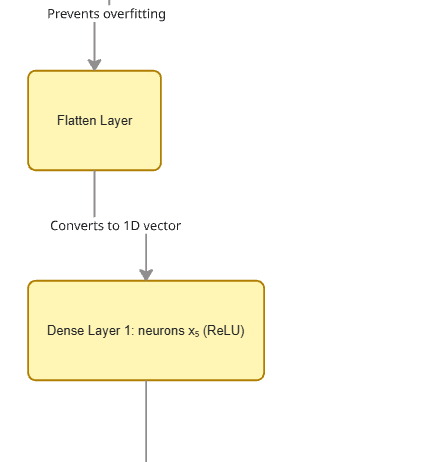 Prevents overfitting
Flatten Layer
Converts to 1D vector
Dense Layer 1: neurons x₅ (ReLU)